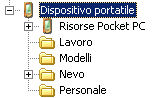 Dispositivo portatile
Risorse Pocket PC
Lavoro
Modelli
Nevo
Personale